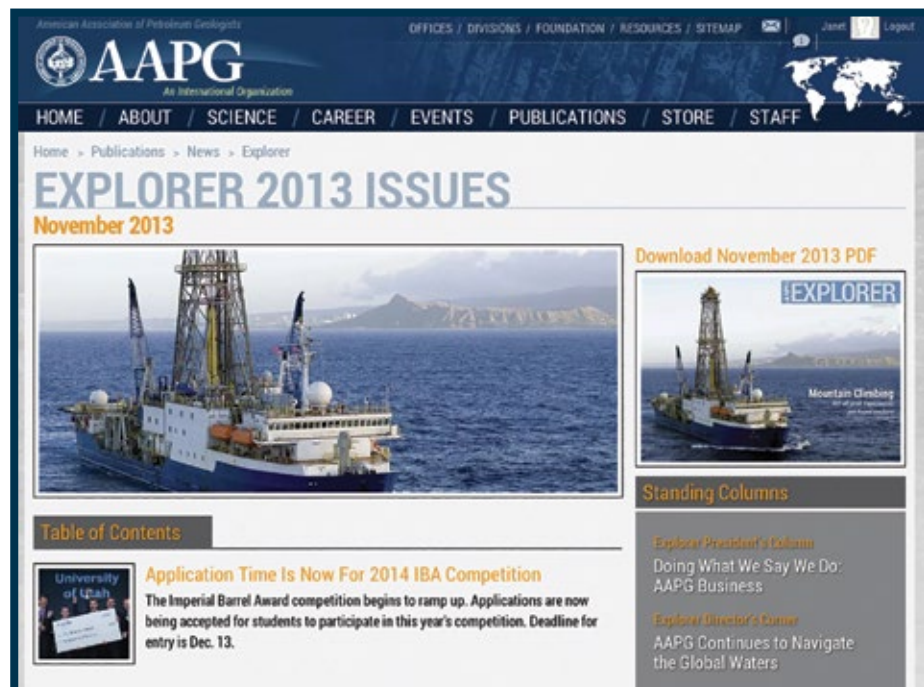 American Association of Petroleum Geologists
OFFICES / DIVISIONS / FOUNDATION / RESOURCES / SITEMAP
Janet
Logout
AAPG
An International Organization
HOME / ABOUT / SCIENCE / CAREER / EVENTS / PUBLICATIONS / STORE / STAFF
Home > Publications > News > Explorer
EXPLORER 2013 ISSUES
November 2013
Download November 2013 PDF
EXPLORER
Mountain Climbing
Standing Columns
Explorer President's Column
Doing What We Say We Do:
AAPG Business
Explorer Director's Corner
AAPG Continues to Navigate
the Global Waters
Table of Contents
University
of Utah
Application Time Is Now For 2014 IBA Competition
The Imperial Barrel Award competition begins to ramp up. Applications are now
being accepted for students to participate in this year's competition. Deadline for
entry is Dec. 13.